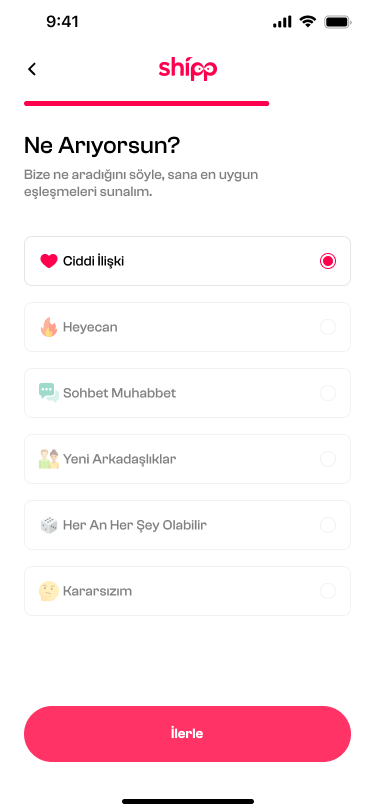 9:41
shipp
Ne Arıyorsun?
Bize ne aradığını söyle, sana en uygun
eşleşmeleri sunalım.
Ciddi İlişki
Heyecan
Sohbet Muhabbet
Yeni Arkadaşlıklar
Her An Her Şey Olabilir
Kararsızım
İlerle